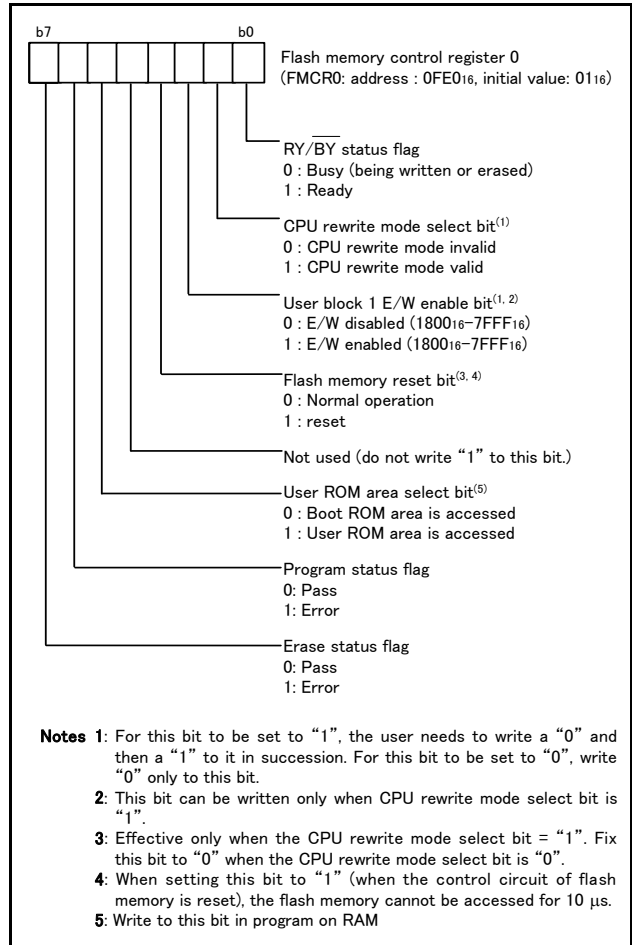 b7 b0
Flash memory control register 0
(FMCR0: address : 0FE016, initial value: 0116)
RY/BY status flag
0 : Busy (being written or erased)
1 : Ready
CPU rewrite mode select bit(1)
0 : CPU rewrite mode invalid
1 : CPU rewrite mode valid
User block 1 E/W enable bit(1, 2)
0 : E/W disabled (180016-7FFF16)
1 : E/W enabled (180016-7FFF16)
Flash memory reset bit(3, 4)
0 : Normal operation
1 : reset
Not used (do not write “1” to this bit.)
User ROM area select bit(5)
0 : Boot ROM area is accessed
1 : User ROM area is accessed
Program status flag
0: Pass
1: Error
Erase status flag
0: Pass
1: Error
Notes 1: For this bit to be set to “1”, the user needs to write a “0” and
then a “1” to it in succession. For this bit to be set to “0”, write
“0” only to this bit.
2: This bit can be written only when CPU rewrite mode select bit is
“1”.
3: Effective only when the CPU rewrite mode select bit = “1”. Fix
this bit to “0” when the CPU rewrite mode select bit is “0”.
4: When setting this bit to “1” (when the control circuit of flash
memory is reset), the flash memory cannot be accessed for 10 μs.
5: Write to this bit in program on RAM